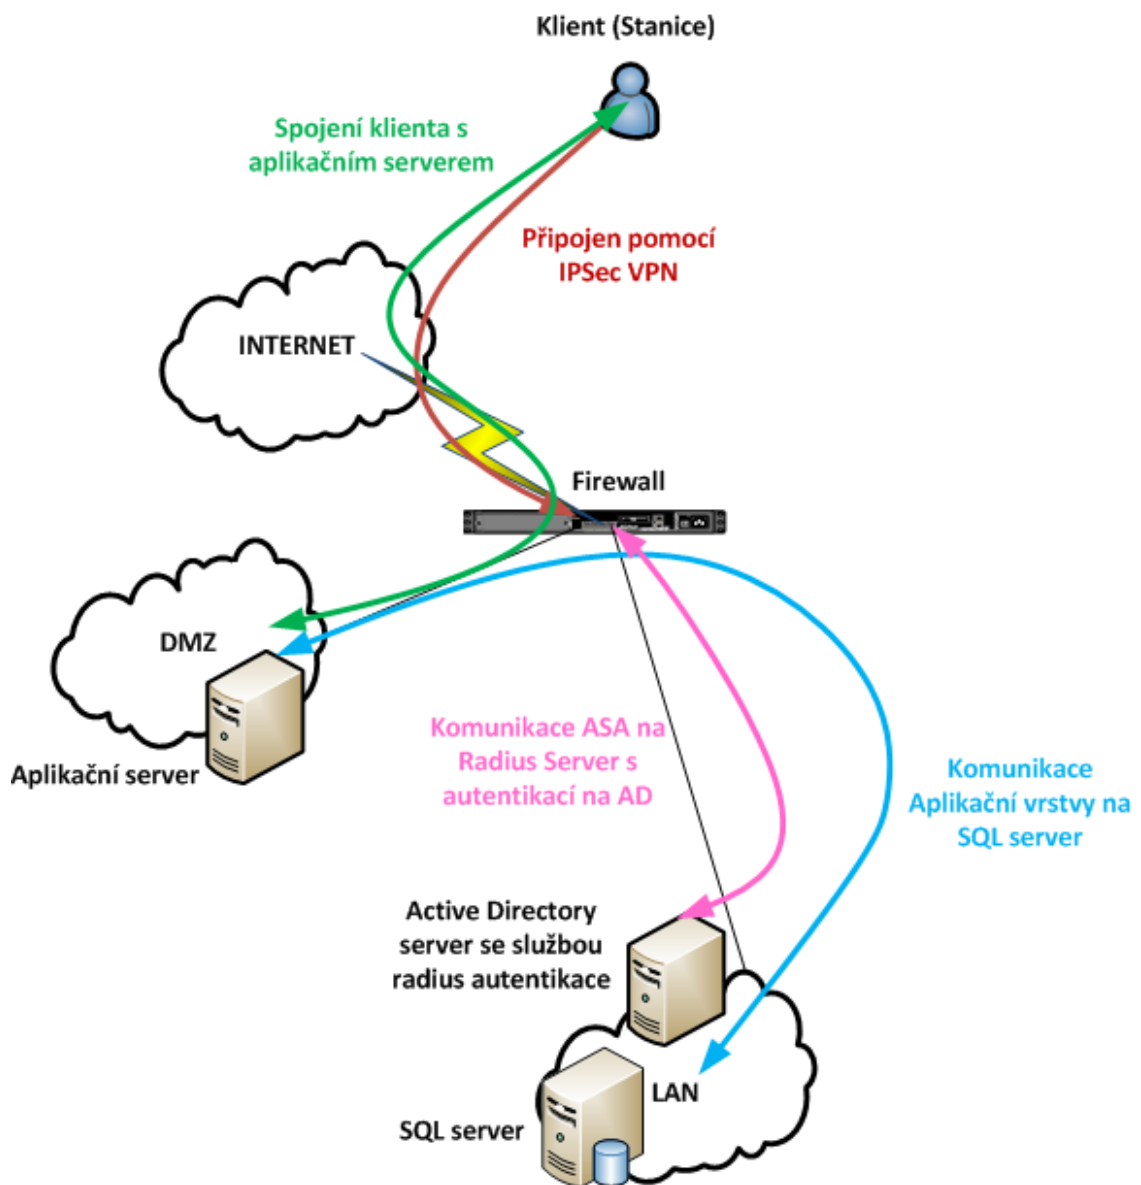 Klient (Stanice)
Spojení klienta s
aplikačním serverem
Připojen pomocí
IPSec VPN
INTERNET
Firewall
DMZ
Aplikační server
Komunikace ASA na
Radius Server s
autentikací na AD
Komunikace
Aplikační vrstvy na
SQL server
Active Directory
server se službou
radius autentikace
LAN
SQL server